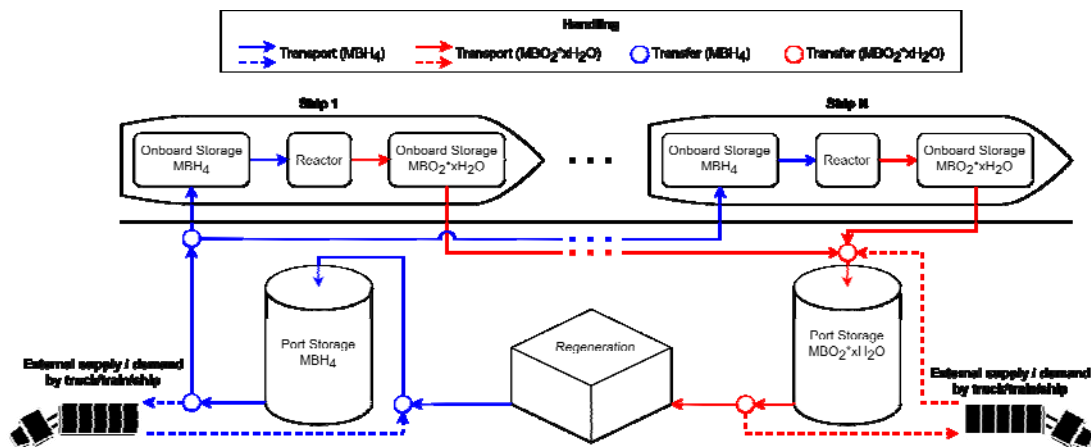 Handling
Transport (MBH₄)
Transport (MBO₂*xH₂O)
Transfer (MBH₄)
Transfer (MBO₂*xH₂O)
Ship 1
Ship N
Onboard Storage
MBH₄
Reactor
Onboard Storage
MBO₂*xH₂O
Onboard Storage
MBH₄
Reactor
Onboard Storage
MBO₂*xH₂O
Port Storage
MBH₄
Regeneration
Port Storage
MBO₂*xH₂O
External supply / demand
by truck/train/ship
External supply / demand
by truck/train/ship